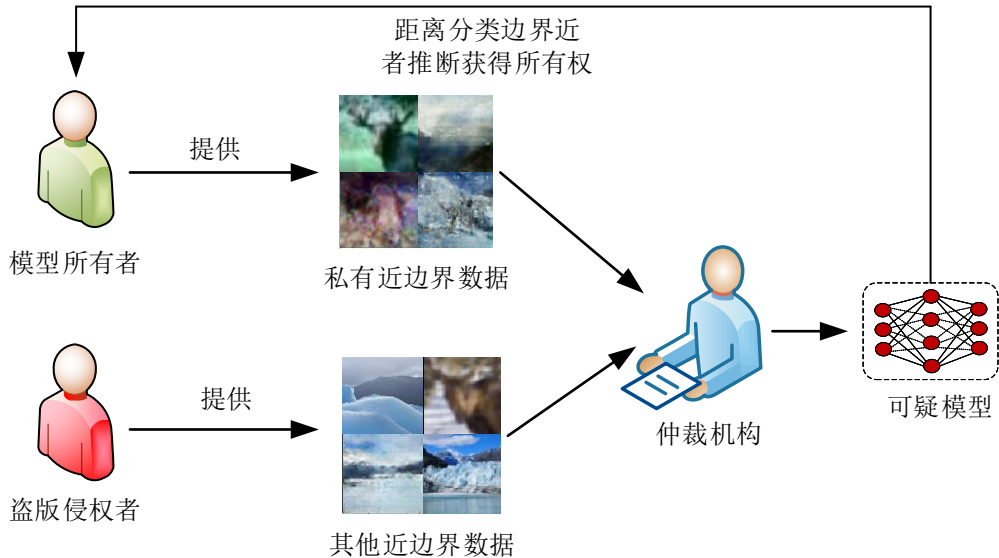 距离分类边界近
者推断获得所有权
提供
模型所有者
私有近边界数据
提供
仲裁机构
可疑模型
盗版侵权者
其他近边界数据